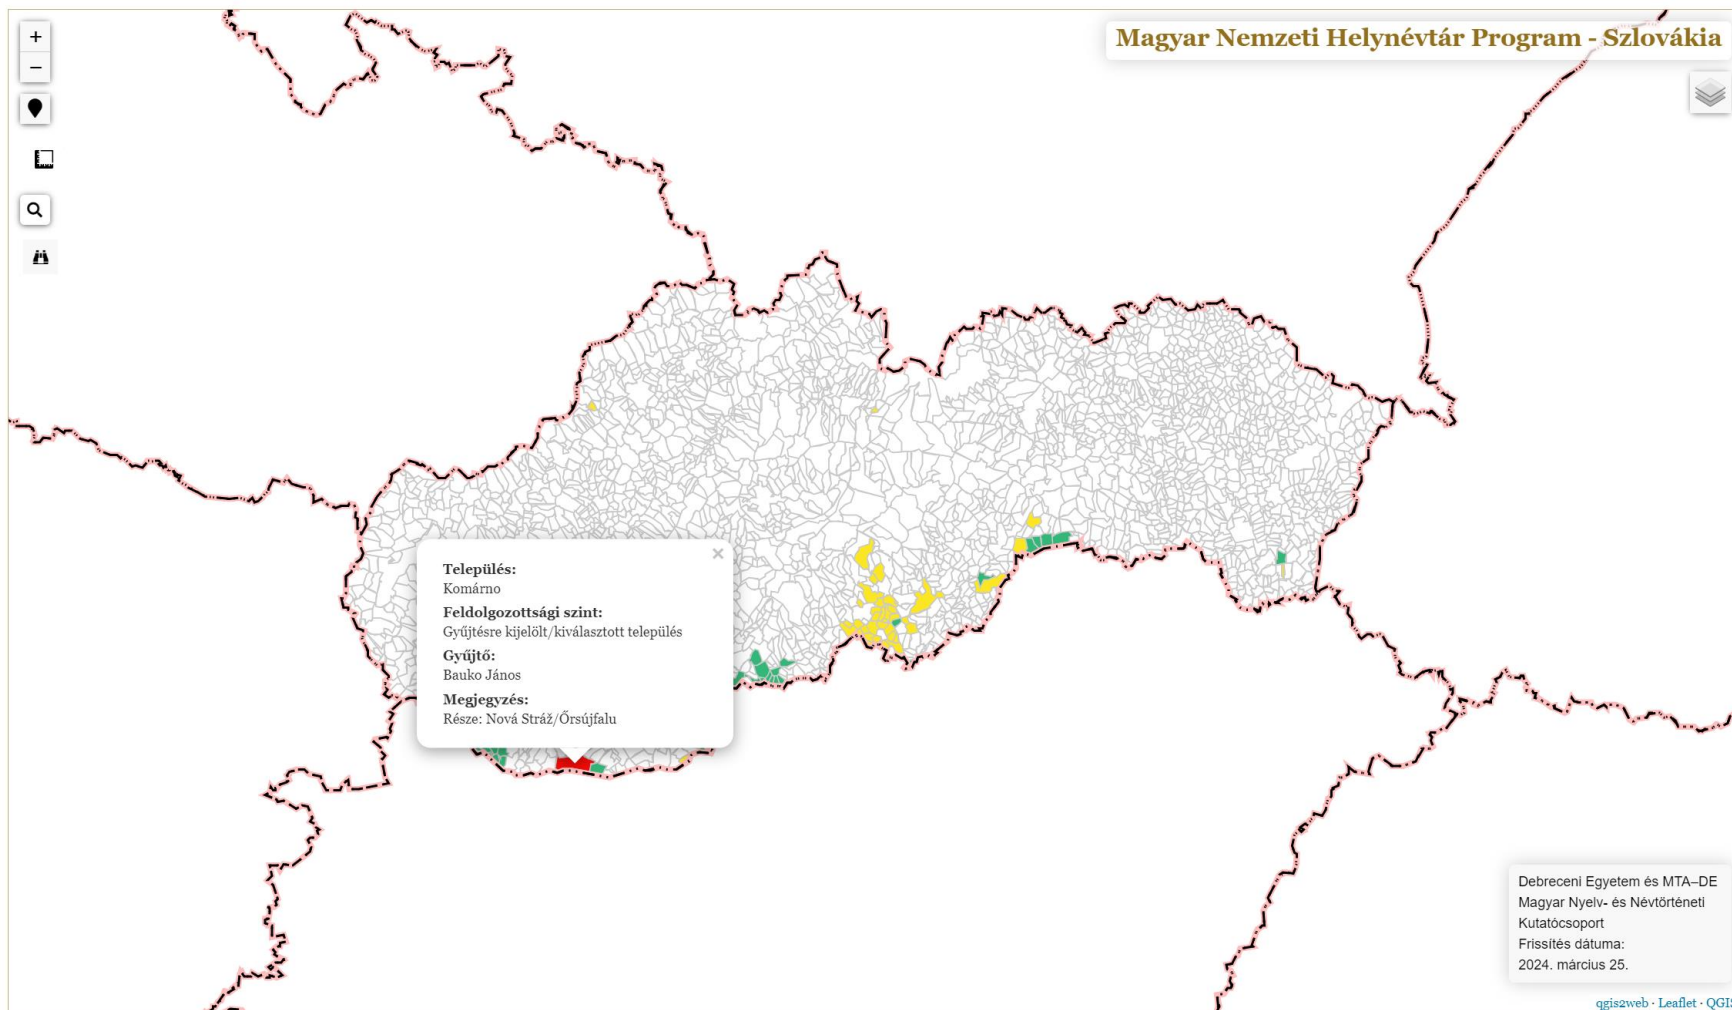 +
Magyar Nemzeti Helynévtár Program - Szlovákia
−
×
Település:
Komárno
Feldolgozottsági szint:
Gyűjtésre kijelölt/kiválasztott település
Gyűjtő:
Bauko János
Megjegyzés:
Része: Nová Stráž/Őrsújfalu
Debreceni Egyetem és MTA–DE
Magyar Nyelv- és Névtörténeti
Kutatócsoport
Frissítés dátuma:
2024. március 25.
qgis2web · Leaflet · QGIS